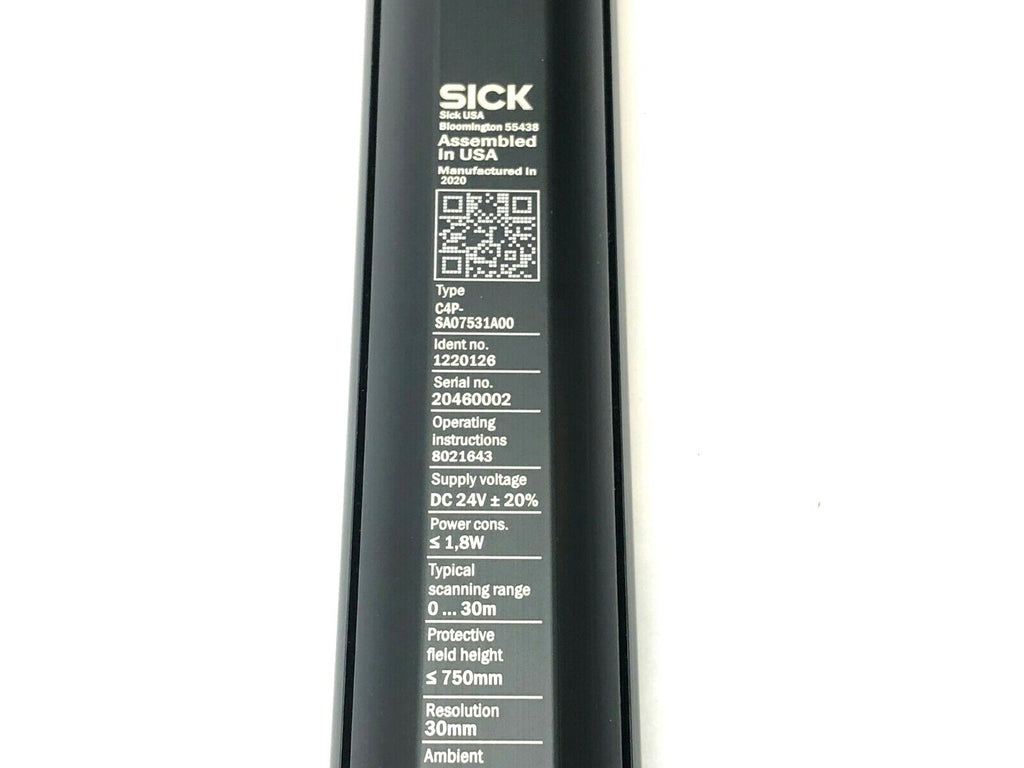 SICK
Sick USA
Bloomington 55438
Assembled
in USA
Manufactured in
2020
Type
C4P-
SA07531A00
Ident no.
1220126
Serial no.
20460002
Operating
instructions
8021643
Supply voltage
DC 24V ± 20%
Power cons.
≤ 1,8W
Typical
scanning range
0 ... 30m
Protective
field height
≤ 750mm
Resolution
30mm
Ambient